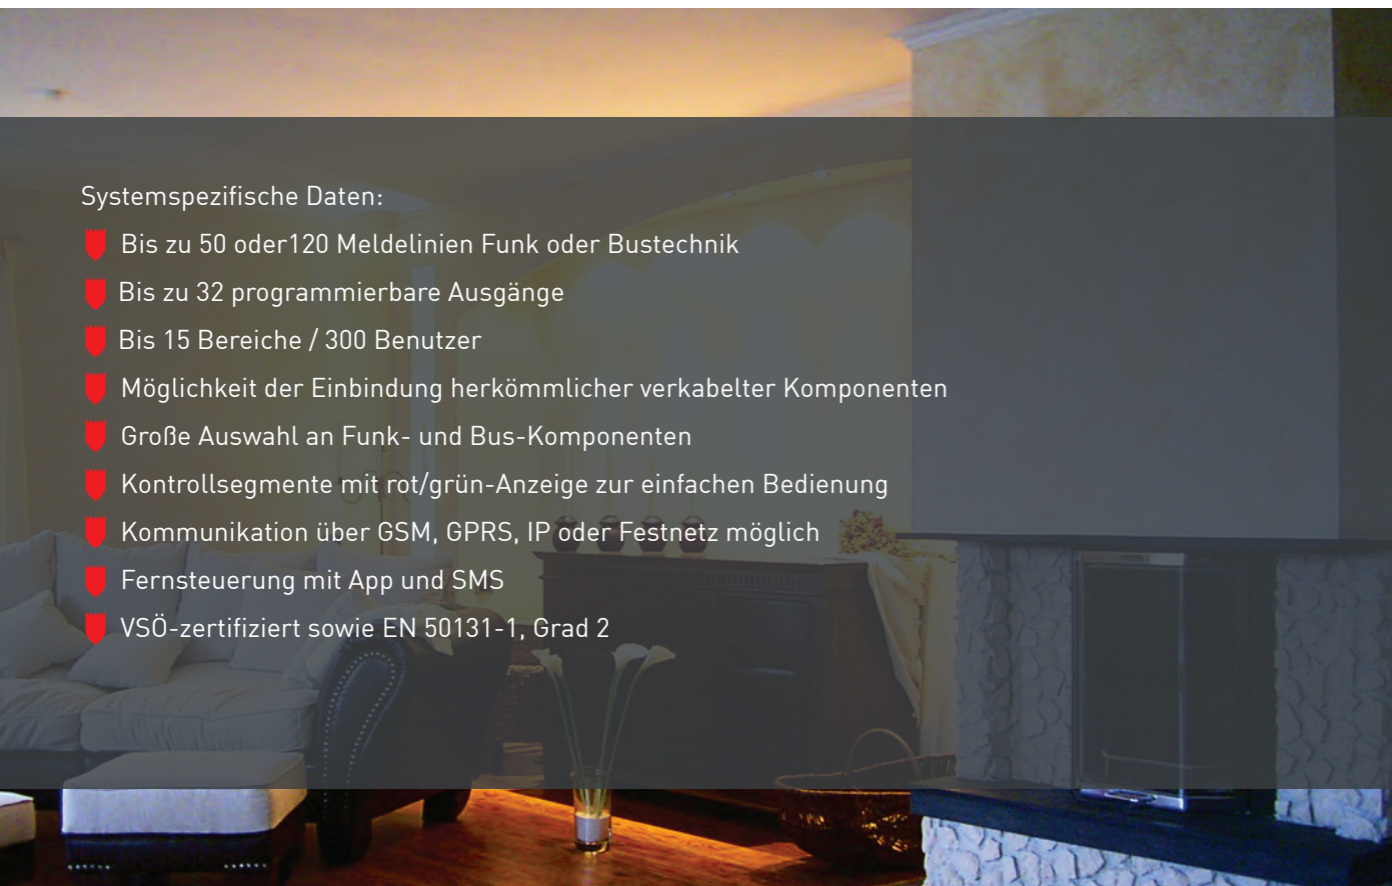 Systemspezifische Daten:
Bis zu 50 oder120 Meldelinien Funk oder Bustechnik
Bis zu 32 programmierbare Ausgänge
Bis 15 Bereiche / 300 Benutzer
Möglichkeit der Einbindung herkömmlicher verkabelter Komponenten
Große Auswahl an Funk- und Bus-Komponenten
Kontrollsegmente mit rot/grün-Anzeige zur einfachen Bedienung
Kommunikation über GSM, GPRS, IP oder Festnetz möglich
Fernsteuerung mit App und SMS
VSÖ-zertifiziert sowie EN 50131-1, Grad 2